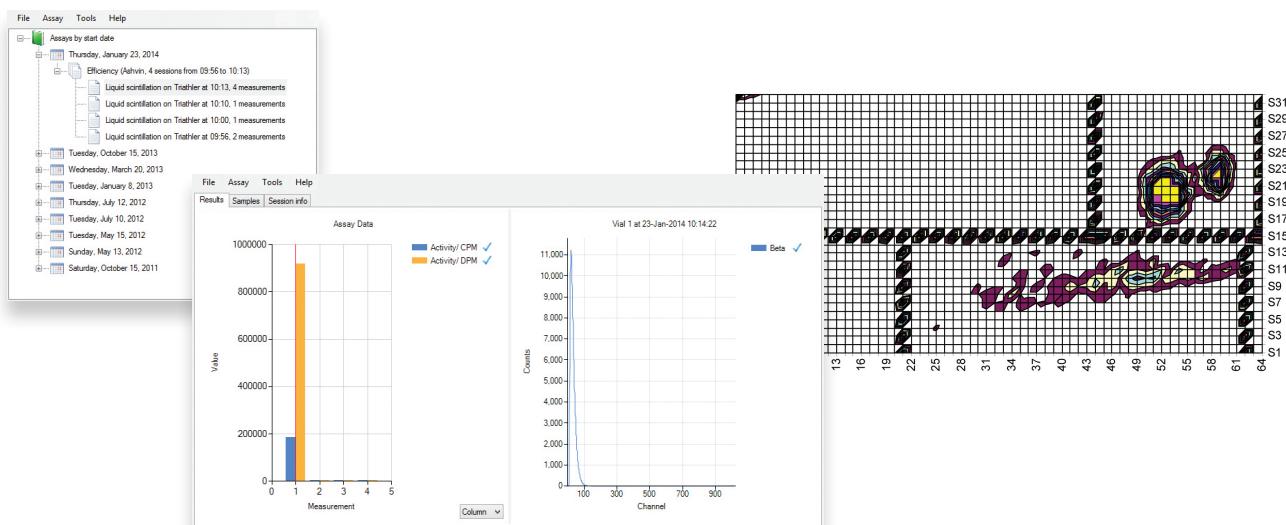 File Assay Tools Help
Assays by start date
Thursday, January 23, 2014
Efficiency (Ashvin, 4 sessions from 09:56 to 10:13)
Liquid scintillation on Triathler at 10:13, 4 measurements
Liquid scintillation on Triathler at 10:10, 1 measurements
Liquid scintillation on Triathler at 10:00, 1 measurements
Liquid scintillation on Triathler at 09:56, 2 measurements
Tuesday, October 15, 2013
Wednesday, March 20, 2013
Tuesday, January 8, 2013
Thursday, July 12, 2012
Tuesday, July 10, 2012
Tuesday, May 15, 2012
Sunday, May 13, 2012
Saturday, October 15, 2011
File Assay Tools Help
Results Samples Session info
Assay Data
1000000
800000
600000
400000
200000
0
Value
0 1 2 3 4 5
Measurement
Activity/ CPM
Activity/ DPM
Column
Vial 1 at 23-Jan-2014 10:14:22
11,000
10,000
9,000
8,000
7,000
6,000
5,000
4,000
3,000
2,000
1,000
0
Counts
100 300 500 700 900
Channel
Beta
S31
S29
S27
S25
S23
S21
S19
S17
S15
S13
S11
S9
S7
S5
S3
S1
13 16 19 22 25 28 31 34 37 40 43 46 49 52 55 58 61 64